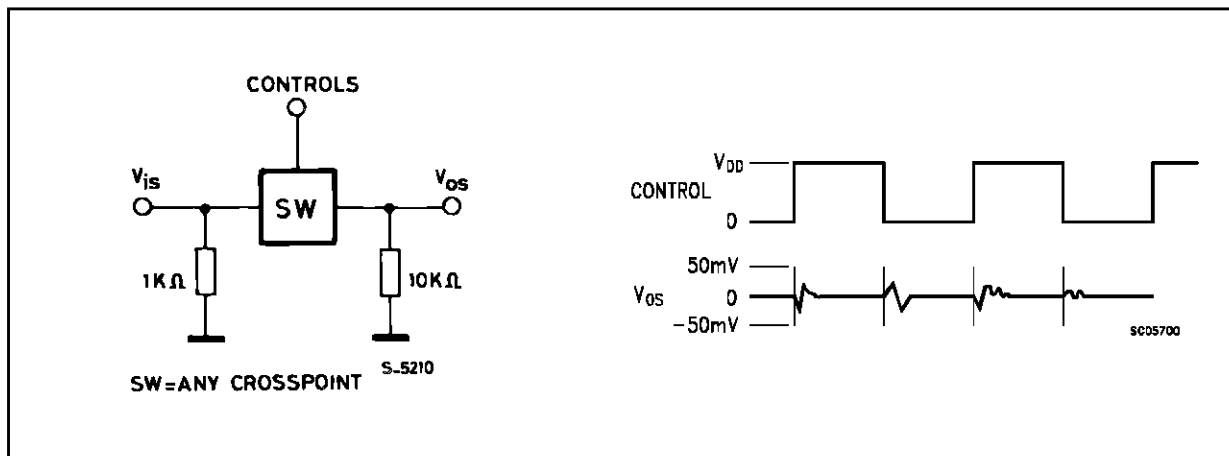 CONTROLS
Vis
Vos
SW
1KΩ
10KΩ
S-5210
SW=ANY CROSSPOINT
VDD
CONTROL
0
50mV
VOS 0
-50mV
SC05700